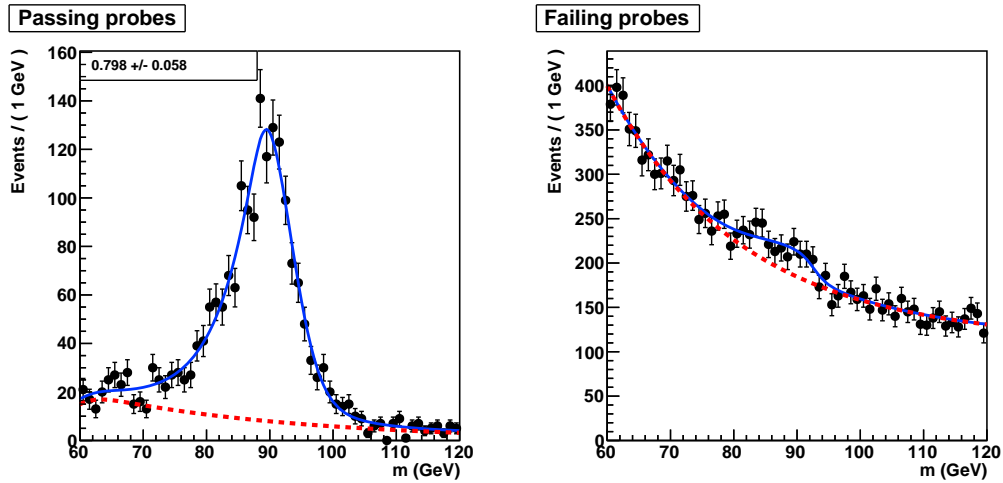 Passing probes
Events / ( 1 GeV )
160
140
120
100
80
60
40
20
0
0.798 +/- 0.058
60 70 80 90 100 110 120
m (GeV)
Failing probes
Events / ( 1 GeV )
400
350
300
250
200
150
100
50
0
60 70 80 90 100 110 120
m (GeV)